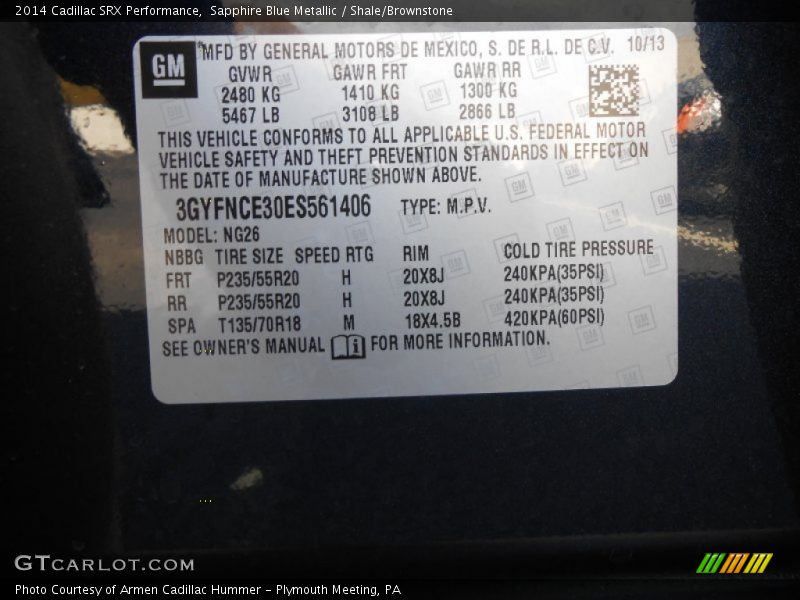 2014 Cadillac SRX Performance, Sapphire Blue Metallic / Shale/Brownstone
GM
MFD BY GENERAL MOTORS DE MEXICO, S. DE R.L. DE C.V. 10/13
GVWR GAWR FRT GAWR RR
2480 KG 1410 KG 1300 KG
5467 LB 3108 LB 2866 LB
THIS VEHICLE CONFORMS TO ALL APPLICABLE U.S. FEDERAL MOTOR
VEHICLE SAFETY AND THEFT PREVENTION STANDARDS IN EFFECT ON
THE DATE OF MANUFACTURE SHOWN ABOVE.
3GYFNCE30ES561406 TYPE: M.P.V.
MODEL: NG26
NBBG TIRE SIZE SPEED RTG RIM COLD TIRE PRESSURE
FRT P235/55R20 H 20X8J 240KPA(35PSI)
RR P235/55R20 H 20X8J 240KPA(35PSI)
SPA T135/70R18 M 18X4.5B 420KPA(60PSI)
SEE OWNER'S MANUAL i FOR MORE INFORMATION.
GTCARLOT.COM
Photo Courtesy of Armen Cadillac Hummer - Plymouth Meeting, PA